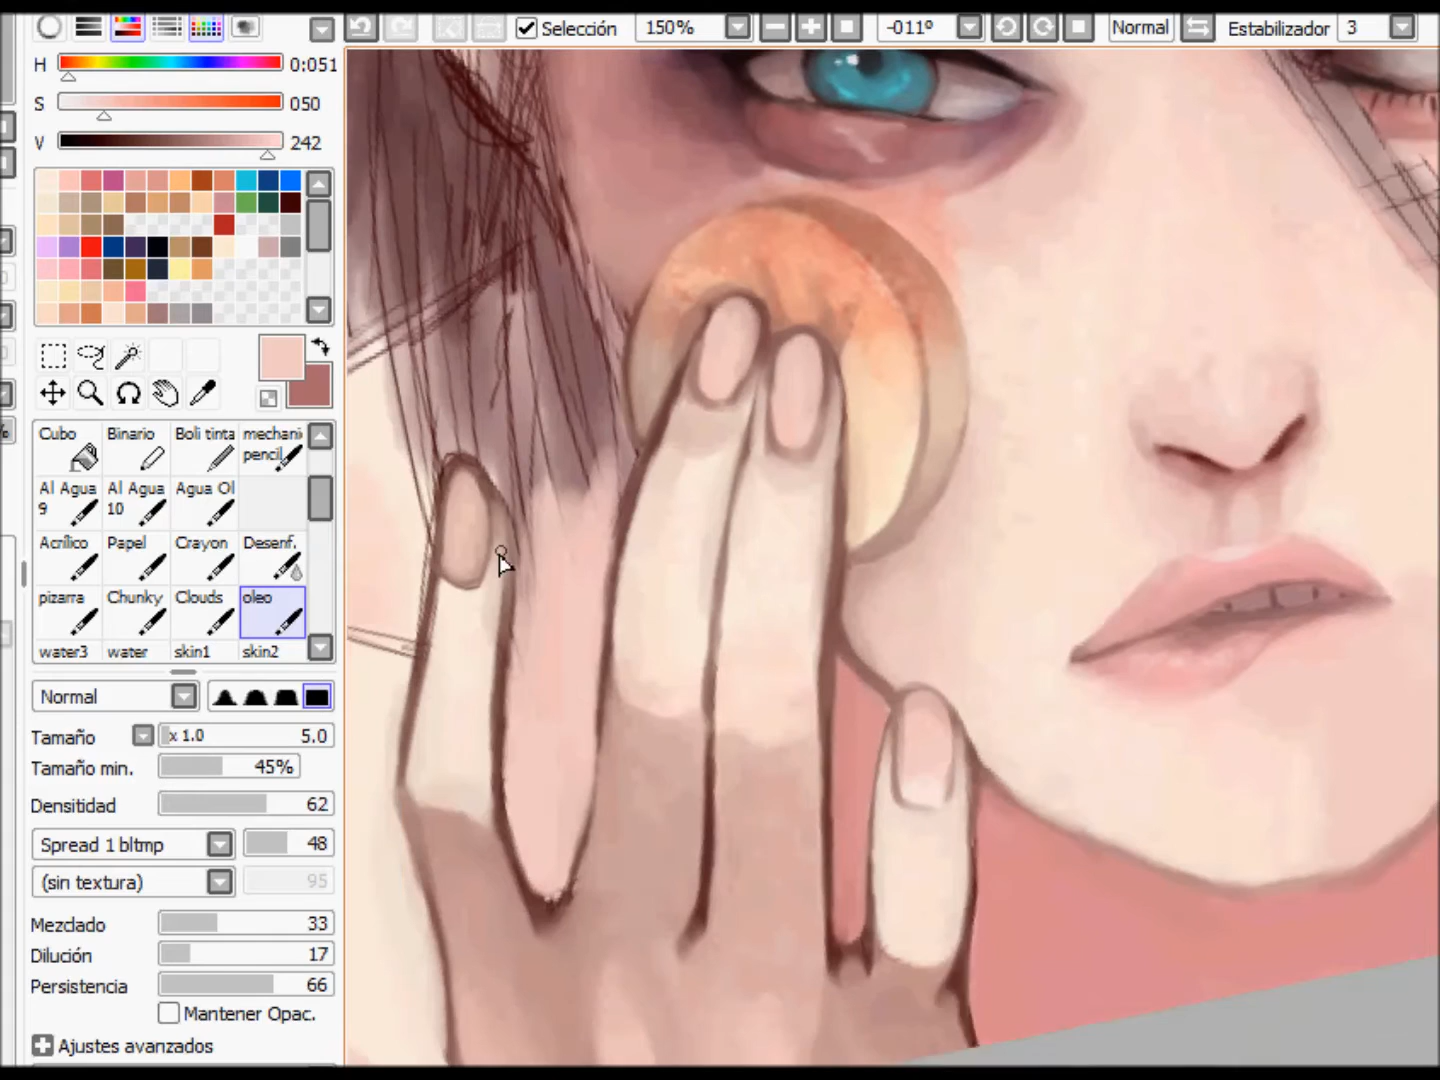 Selección 150% -011º Normal Estabilizador 3
H 0:051
S 050
V 242
Cubo Binario Boli tinta mechani
pencil
Al Agua Al Agua Agua Ol
9 10
Acrílico Papel Crayon Desenf.
pizarra Chunky Clouds oleo
water3 water skin1 skin2
Normal
Tamaño x 1.0 5.0
Tamaño min. 45%
Densitidad 62
Spread 1 bltmp 48
(sin textura) 95
Mezclado 33
Dilución 17
Persistencia 66
Mantener Opac.
Ajustes avanzados